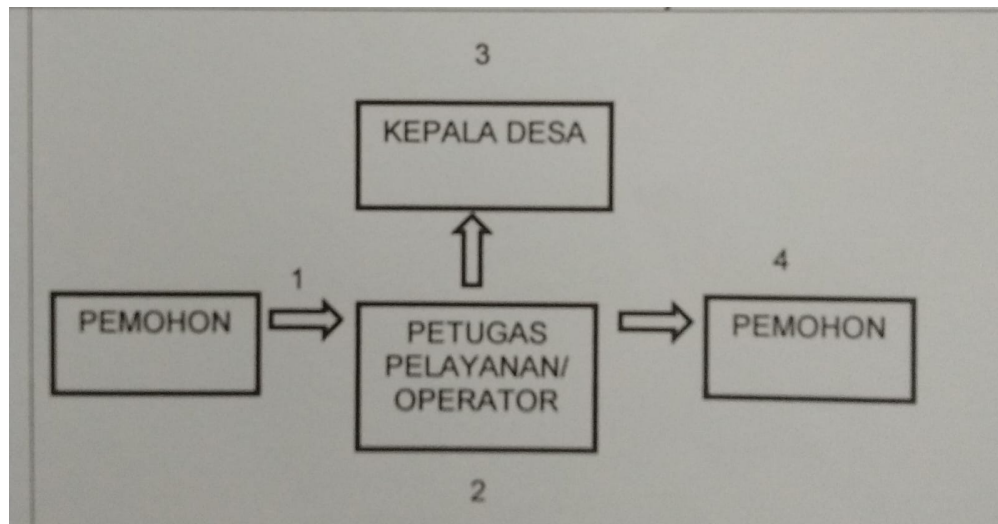 3
KEPALA DESA
1
4
PEMOHON
PETUGAS
PELAYANAN/
OPERATOR
PEMOHON
2